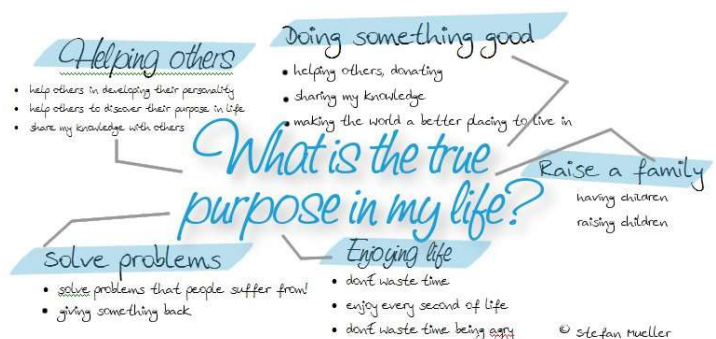 Helping others
• help others in developing their personality
• help others to discover their purpose in life
• share my knowledge with others
Doing something good
• helping others, donating
• sharing my knowledge
• making the world a better placing to live in
What is the true
purpose in my life?
Raise a family
having children
raising children
Solve problems
• solve problems that people suffer from!
• giving something back
Enjoying life
• don't waste time
• enjoy every second of life
• don't waste time being agry
© Stefan Mueller